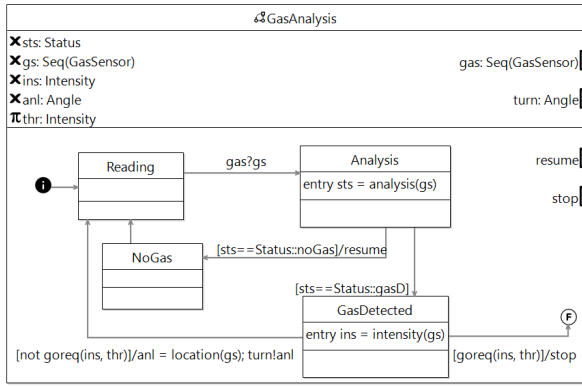 GasAnalysis
sts: Status
gs: Seq(GasSensor)
gas: Seq(GasSensor)
ins: Intensity
anl: Angle
turn: Angle
π thr: Intensity
resume
stop
i
Reading
gas?gs
Analysis
entry sts = analysis(gs)
NoGas
[sts==Status::noGas]/resume
[sts==Status::gasD]
GasDetected
F
entry ins = intensity(gs)
[not goreq(ins, thr)]/anl = location(gs); turn!anl
[goreq(ins, thr)]/stop